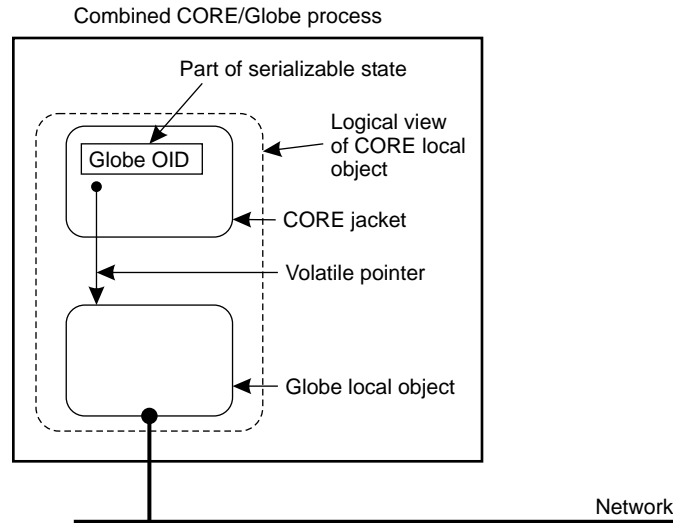 Combined CORE/Globe process
Part of serializable state
Logical view
of CORE local
object
Globe OID
CORE jacket
Volatile pointer
Globe local object
Network